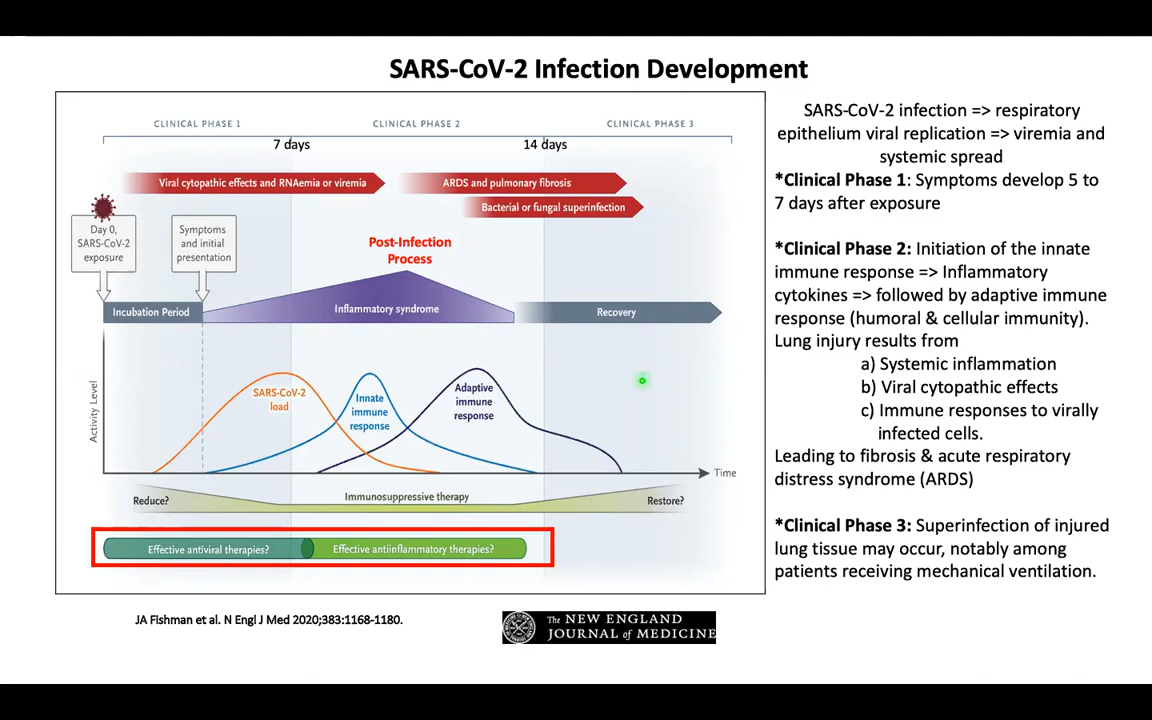 SARS-CoV-2 Infection Development
CLINICAL PHASE 1
CLINICAL PHASE 2
CLINICAL PHASE 3
7 days
14 days
Viral cytopathic effects and RNAemia or viremia
ARDS and pulmonary fibrosis
Bacterial or fungal superinfection
Day 0,
SARS-CoV-2
exposure
Symptoms
and initial
presentation
Post-Infection
Process
Incubation Period
Inflammatory syndrome
Recovery
Activity Level
SARS-CoV-2
load
Innate
immune
response
Adaptive
immune
response
Time
Reduce?
Immunosuppressive therapy
Restore?
Effective antiviral therapies?
Effective antiinflammatory therapies?
JA Fishman et al. N Engl J Med 2020;383:1168-1180.
The NEW ENGLAND
JOURNAL of MEDICINE
SARS-CoV-2 infection => respiratory
epithelium viral replication => viremia and
systemic spread
*Clinical Phase 1: Symptoms develop 5 to
7 days after exposure
*Clinical Phase 2: Initiation of the innate
immune response => Inflammatory
cytokines => followed by adaptive immune
response (humoral & cellular immunity).
Lung injury results from
a) Systemic inflammation
b) Viral cytopathic effects
c) Immune responses to virally
infected cells.
Leading to fibrosis & acute respiratory
distress syndrome (ARDS)
*Clinical Phase 3: Superinfection of injured
lung tissue may occur, notably among
patients receiving mechanical ventilation.